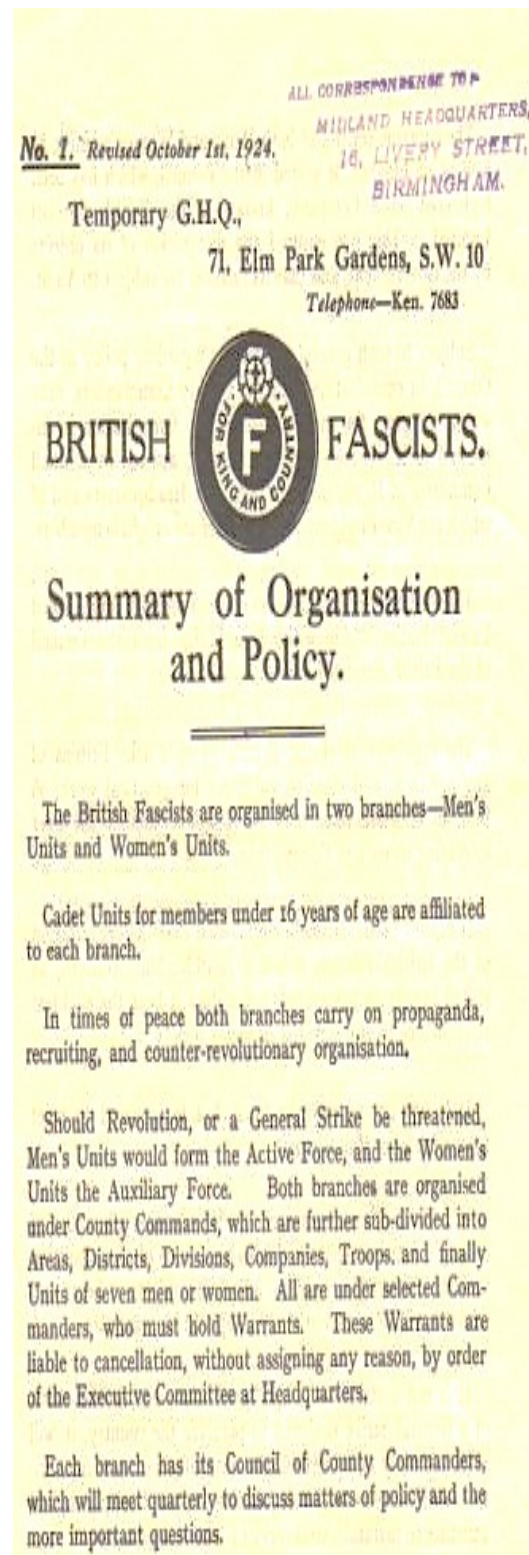 ALL CORRESPONDENCE TO
MIDLAND HEADQUARTERS,
16, LIVERY STREET,
BIRMINGHAM.
No. 1. Revised October 1st, 1924.
Temporary G.H.Q.,
71, Elm Park Gardens, S.W. 10
Telephone—Ken. 7683
BRITISH
FOR KING AND COUNTRY
F
FASCISTS.
Summary of Organisation
and Policy.
The British Fascists are organised in two branches—Men's
Units and Women's Units.
Cadet Units for members under 16 years of age are affiliated
to each branch.
In times of peace both branches carry on propaganda,
recruiting, and counter-revolutionary organisation.
Should Revolution, or a General Strike be threatened,
Men's Units would form the Active Force, and the Women's
Units the Auxiliary Force. Both branches are organised
under County Commands, which are further sub-divided into
Areas, Districts, Divisions, Companies, Troops, and finally
Units of seven men or women. All are under selected Com-
manders, who must hold Warrants. These Warrants are
liable to cancellation, without assigning any reason, by order
of the Executive Committee at Headquarters.
Each branch has its Council of County Commanders,
which will meet quarterly to discuss matters of policy and the
more important questions.